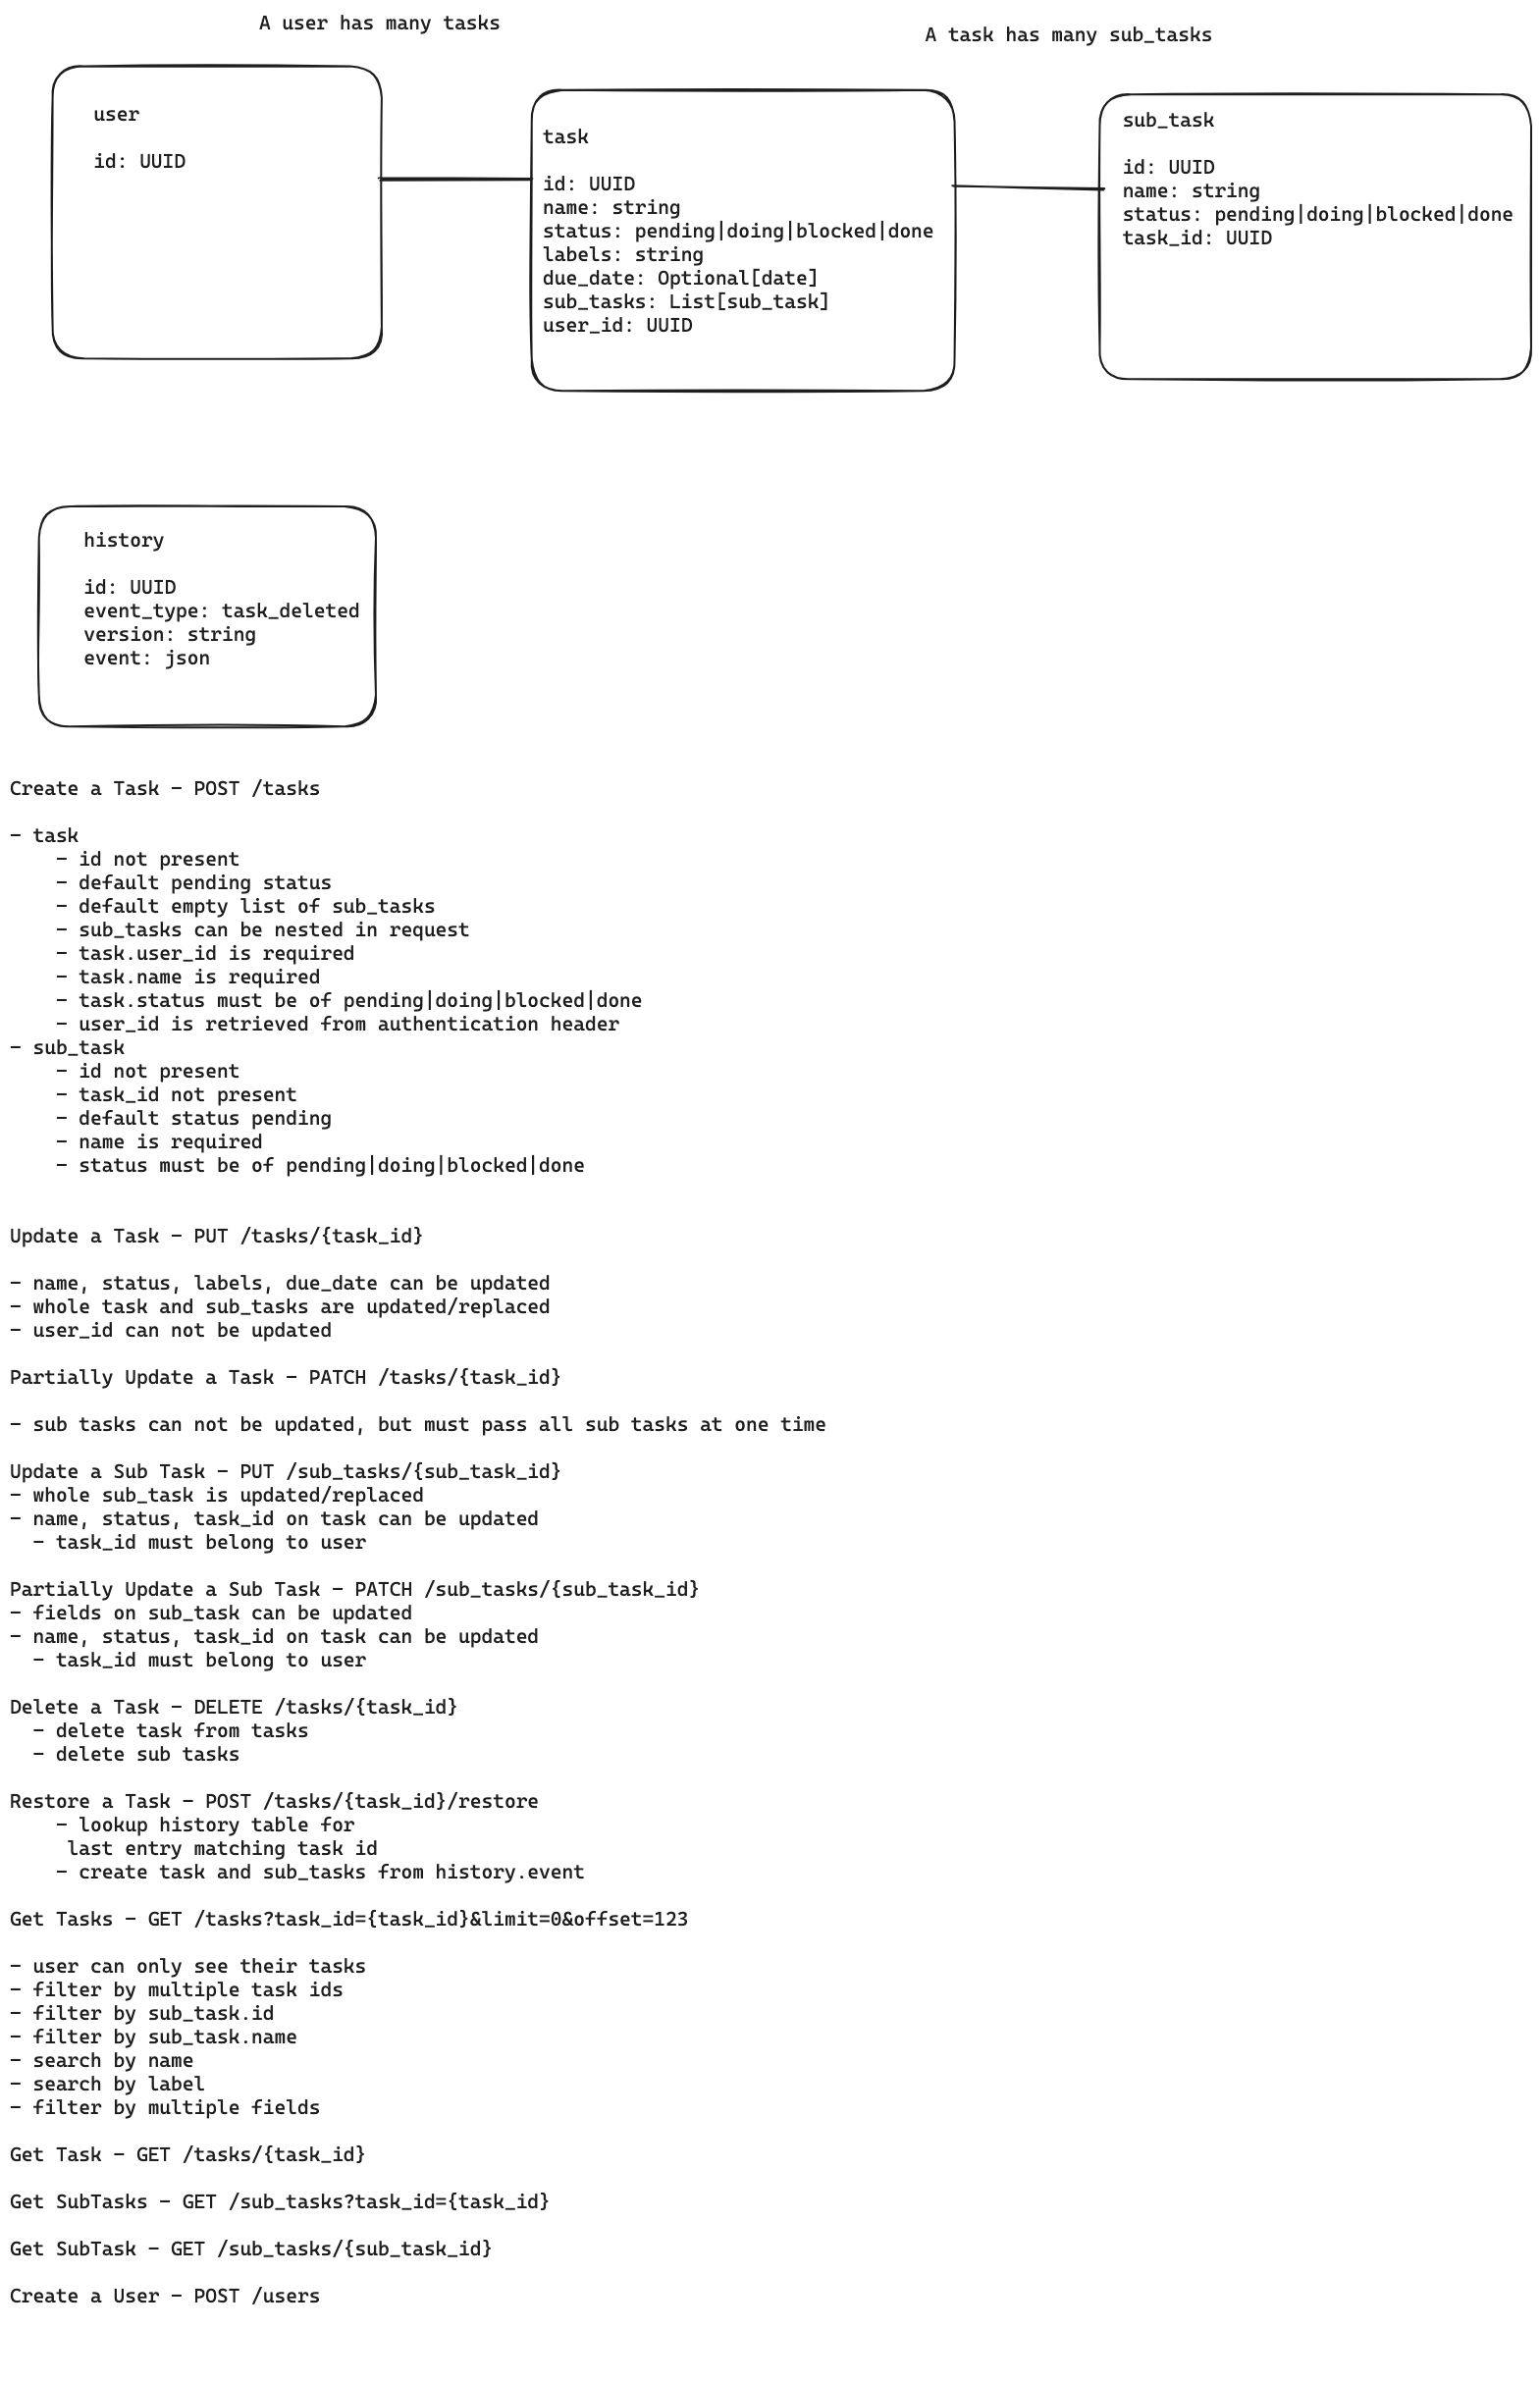 A user has many tasks
A task has many sub_tasks
user
id: UUID
task
id: UUID
name: string
status: pending|doing|blocked|done
labels: string
due_date: Optional[date]
sub_tasks: List[sub_task]
user_id: UUID
sub_task
id: UUID
name: string
status: pending|doing|blocked|done
task_id: UUID
history
id: UUID
event_type: task_deleted
version: string
event: json
Create a Task - POST /tasks
- task
- id not present
- default pending status
- default empty list of sub_tasks
- sub_tasks can be nested in request
- task.user_id is required
- task.name is required
- task.status must be of pending|doing|blocked|done
- user_id is retrieved from authentication header
- sub_task
- id not present
- task_id not present
- default status pending
- name is required
- status must be of pending|doing|blocked|done
Update a Task - PUT /tasks/{task_id}
- name, status, labels, due_date can be updated
- whole task and sub_tasks are updated/replaced
- user_id can not be updated
Partially Update a Task - PATCH /tasks/{task_id}
- sub tasks can not be updated, but must pass all sub tasks at one time
Update a Sub Task - PUT /sub_tasks/{sub_task_id}
- whole sub_task is updated/replaced
- name, status, task_id on task can be updated
- task_id must belong to user
Partially Update a Sub Task - PATCH /sub_tasks/{sub_task_id}
- fields on sub_task can be updated
- name, status, task_id on task can be updated
- task_id must belong to user
Delete a Task - DELETE /tasks/{task_id}
- delete task from tasks
- delete sub tasks
Restore a Task - POST /tasks/{task_id}/restore
- lookup history table for
last entry matching task id
- create task and sub_tasks from history.event
Get Tasks - GET /tasks?task_id={task_id}&limit=0&offset=123
- user can only see their tasks
- filter by multiple task ids
- filter by sub_task.id
- filter by sub_task.name
- search by name
- search by label
- filter by multiple fields
Get Task - GET /tasks/{task_id}
Get SubTasks - GET /sub_tasks?task_id={task_id}
Get SubTask - GET /sub_tasks/{sub_task_id}
Create a User - POST /users